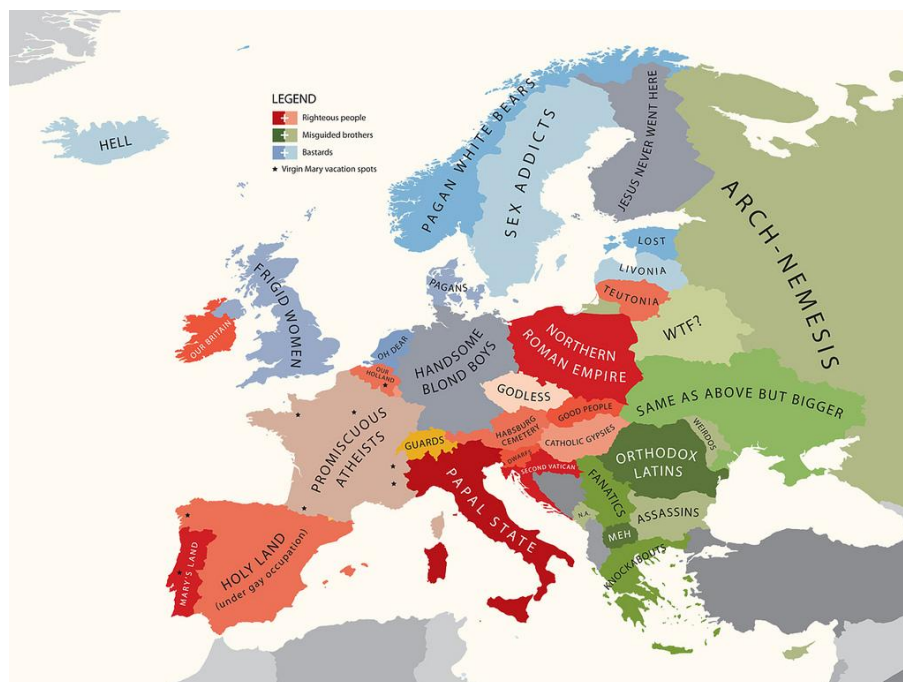 LEGEND
Righteous people
Misguided brothers
Bastards
Virgin Mary vacation spots
HELL
PAGAN WHITE BEARS
SEX ADDICTS
JESUS NEVER WENT HERE
ARCH-NEMESIS
LOST
LIVONIA
TEUTONIA
WTF?
FRIGID WOMEN
OUR BRITAIN
PAGANS
OH DEAR
OUR
HOLLAND
HANDSOME
BLOND BOYS
NORTHERN
ROMAN EMPIRE
GODLESS
GOOD PEOPLE
SAME AS ABOVE BUT BIGGER
WEIRDOS
PROMISCUOUS
ATHEISTS
GUARDS
HABSBURG
CEMETERY
CATHOLIC GYPSIES
DWARFS
SECOND VATICAN
ORTHODOX
LATINS
PAPAL STATE
FANATICS
N.A.
ASSASSINS
MEH
KNOCKABOUTS
MARY'S LAND
HOLY LAND
(under gay occupation)